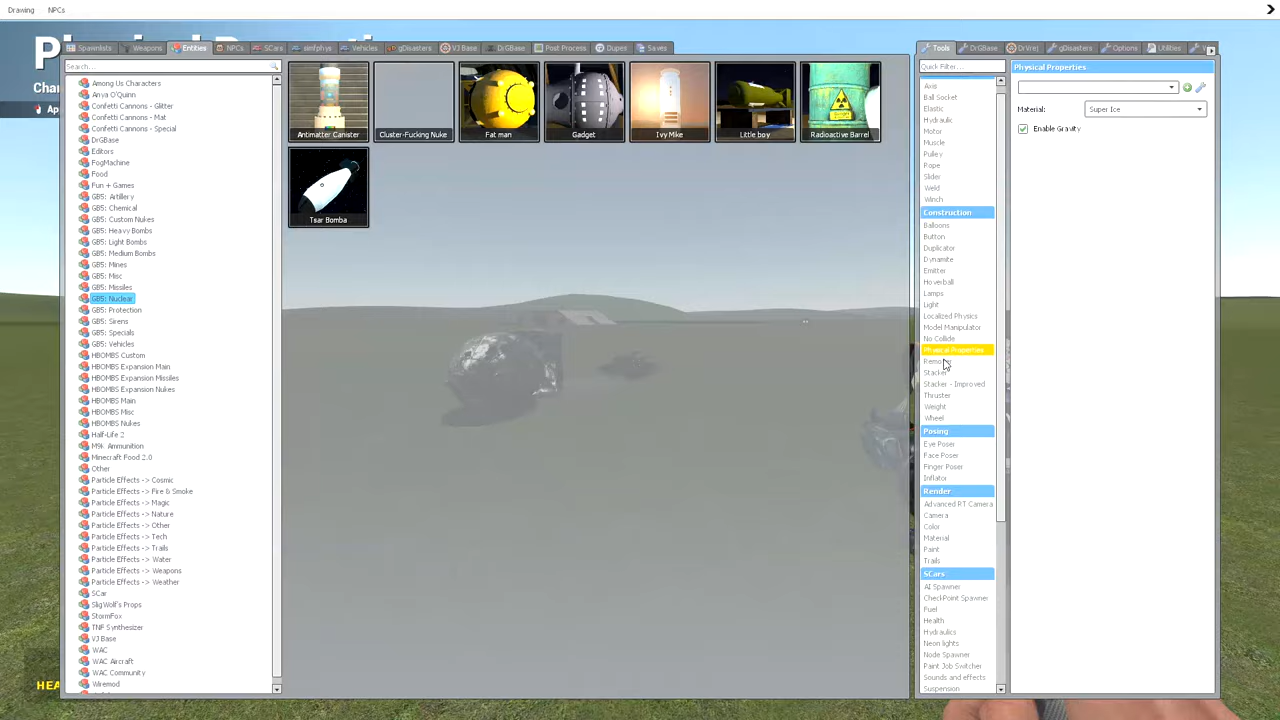 Drawing NPCs
P
Cha
Ap
HEA
Spawnlists Weapons Entities NPCs SCars simfphys Vehicles gDisasters VJ Base DrGBase Post Process Dupes Saves
Search...
Among Us Characters
Anya O'Quinn
Confetti Cannons - Glitter
Confetti Cannons - Mat
Confetti Cannons - Special
DrGBase
Editors
FogMachine
Food
Fun + Games
GB5: Artillery
GB5: Chemical
GB5: Custom Nukes
GB5: Heavy Bombs
GB5: Light Bombs
GB5: Medium Bombs
GB5: Mines
GB5: Misc
GB5: Missiles
GB5: Nuclear
GB5: Protection
GB5: Sirens
GB5: Specials
GB5: Vehicles
HBOMBS Custom
HBOMBS Expansion Main
HBOMBS Expansion Missiles
HBOMBS Expansion Nukes
HBOMBS Main
HBOMBS Misc
HBOMBS Nukes
Half-Life 2
M9k Ammunition
Minecraft Food 2.0
Other
Particle Effects -> Cosmic
Particle Effects -> Fire & Smoke
Particle Effects -> Magic
Particle Effects -> Nature
Particle Effects -> Other
Particle Effects -> Tech
Particle Effects -> Trails
Particle Effects -> Water
Particle Effects -> Weapons
Particle Effects -> Weather
SCar
SligWolf's Props
StormFox
TNF Synthesizer
VJ Base
WAC
WAC Aircraft
WAC Community
Wiremod
Antimatter Canister Cluster-Fucking Nuke Fat man Gadget Ivy Mike Little boy Radioactive Barrel
Tsar Bomba
Tools DrGBase DrVrej gDisasters Options Utilities
Quick Filter...
Axis
Ball Socket
Elastic
Hydraulic
Motor
Muscle
Pulley
Rope
Slider
Weld
Winch
Construction
Balloons
Button
Duplicator
Dynamite
Emitter
Hoverball
Lamps
Light
Localized Physics
Model Manipulator
No Collide
Physical Properties
Remover
Stacker
Stacker - Improved
Thruster
Weight
Wheel
Posing
Eye Poser
Face Poser
Finger Poser
Inflator
Render
Advanced RT Camera
Camera
Color
Material
Paint
Trails
SCars
AI Spawner
CheckPoint Spawner
Fuel
Health
Hydraulics
Neon lights
Node Spawner
Paint Job Switcher
Sounds and effects
Suspension
Physical Properties
Material: Super Ice
Enable Gravity